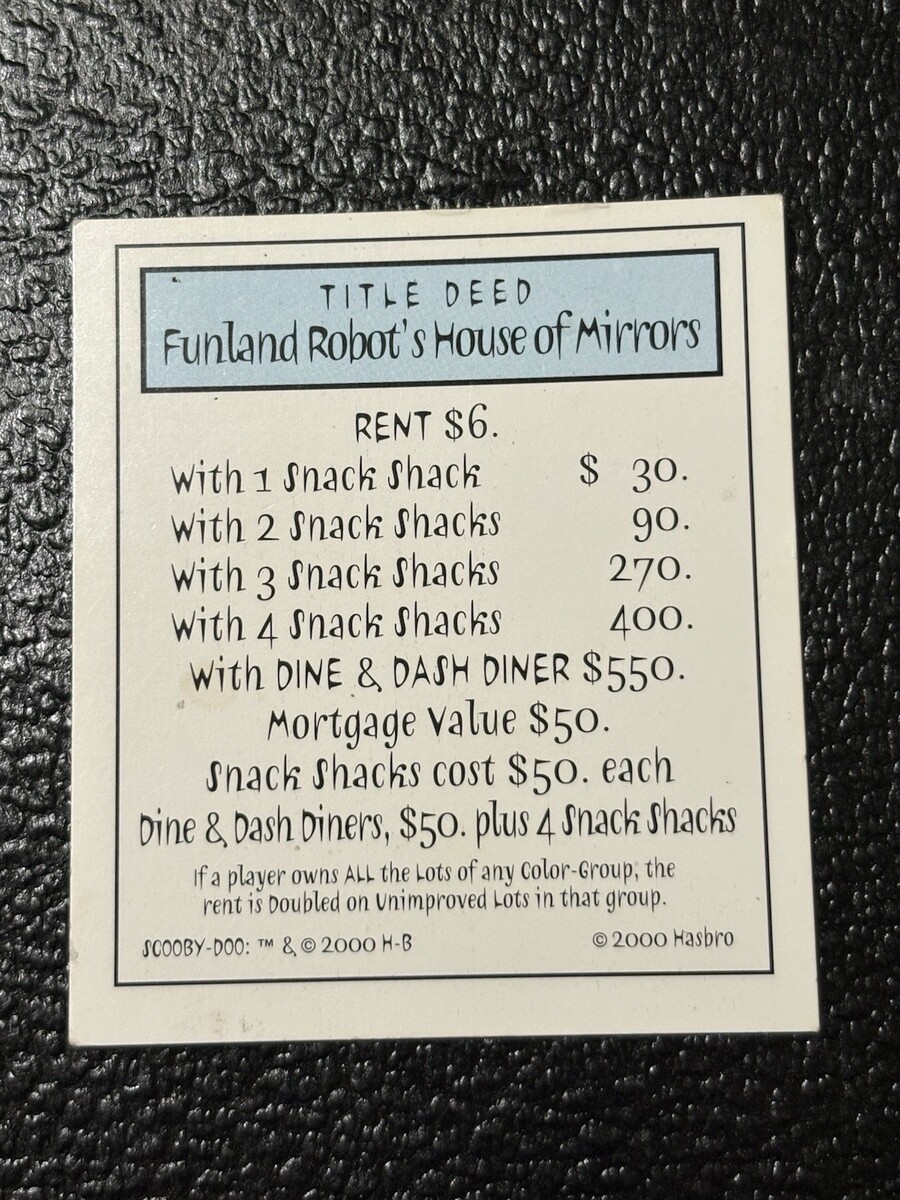 TITLE DEED
Funland Robot's House of Mirrors
RENT $6.
With 1 Snack Shack $ 30.
With 2 Snack Shacks 90.
With 3 Snack Shacks 270.
With 4 Snack Shacks 400.
With DINE & DASH DINER $550.
Mortgage Value $50.
Snack Shacks cost $50. each
Dine & Dash Diners, $50. plus 4 Snack Shacks
If a player owns ALL the Lots of any Color-Group, the
rent is Doubled on Unimproved Lots in that group.
SCOOBY-DOO: ™ & © 2000 H-B © 2000 Hasbro